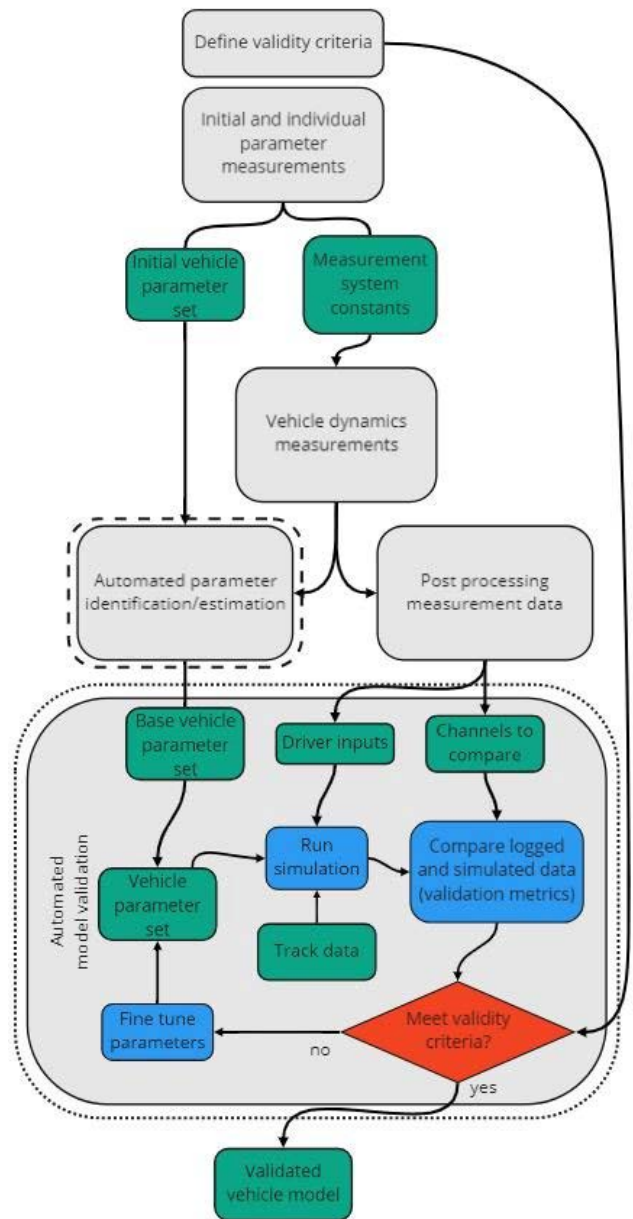 Define validity criteria
Initial and individual
parameter
measurements
Initial vehicle
parameter
set
Measurement
system
constants
Vehicle dynamics
measurements
Automated parameter
identification/estimation
Post processing
measurement data
Base vehicle
parameter
set
Driver inputs
Channels to
compare
Automated
model validation
Vehicle
parameter
set
Run
simulation
Compare logged
and simulated data
(validation metrics)
Track data
Fine tune
parameters
no
Meet validity
criteria?
yes
Validated
vehicle model